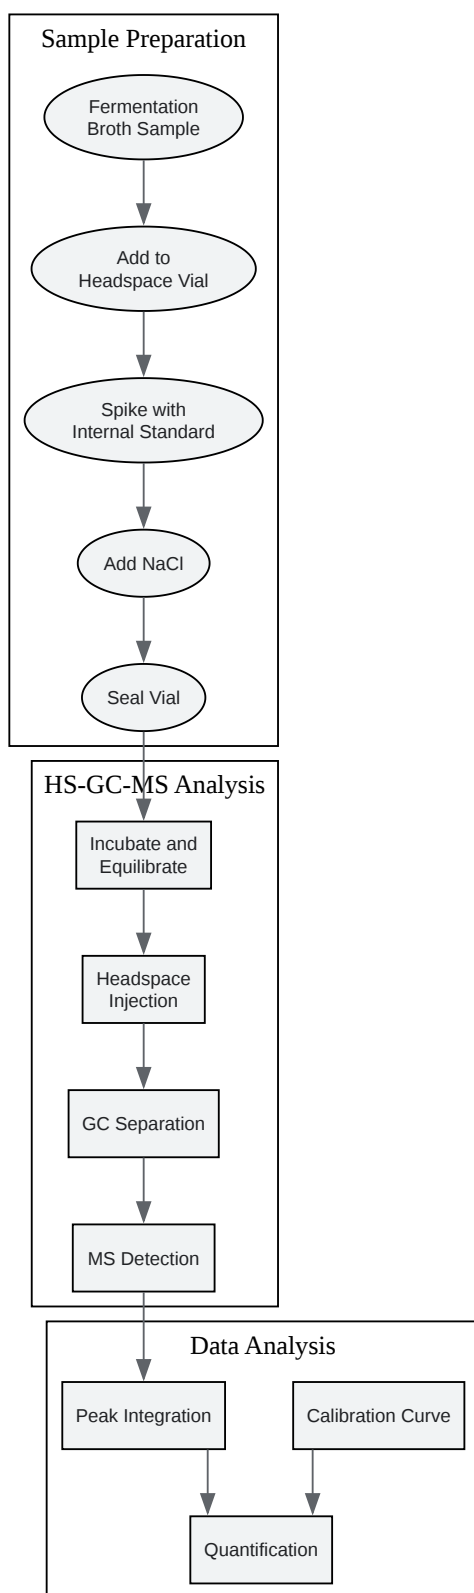 Sample Preparation
Fermentation
Broth Sample
Add to
Headspace Vial
Spike with
Internal Standard
Add NaCl
Seal Vial
HS-GC-MS Analysis
Incubate and
Equilibrate
Headspace
Injection
GC Separation
MS Detection
Data Analysis
Peak Integration
Calibration Curve
Quantification